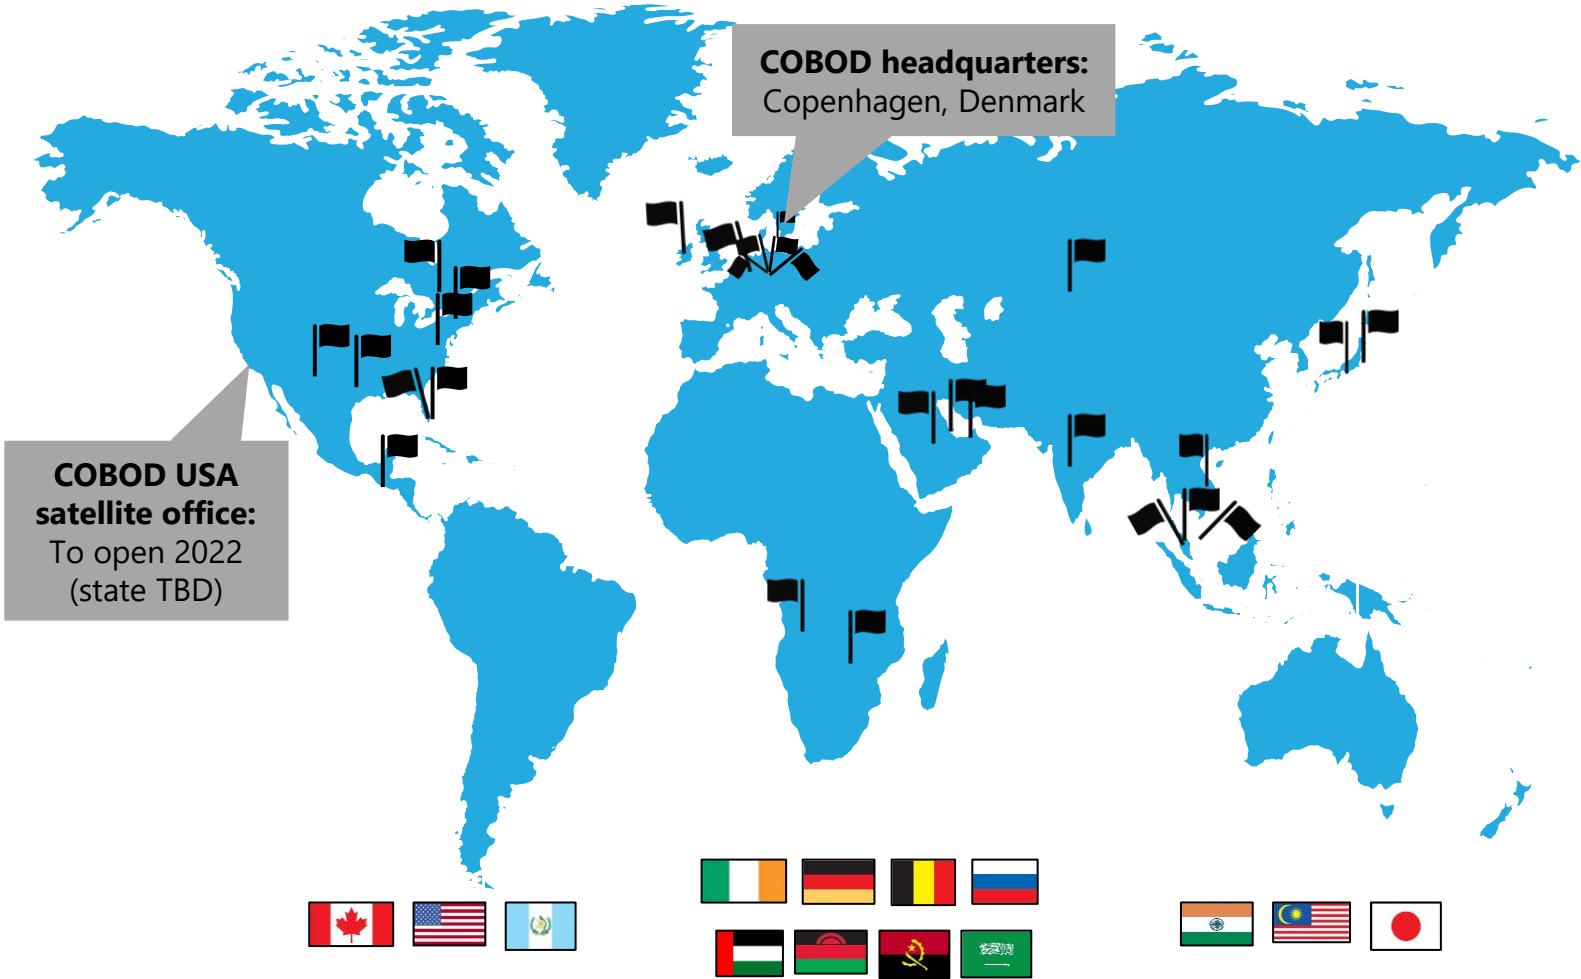 COBOD headquarters:
Copenhagen, Denmark
COBOD USA
satellite office:
To open 2022
(state TBD)